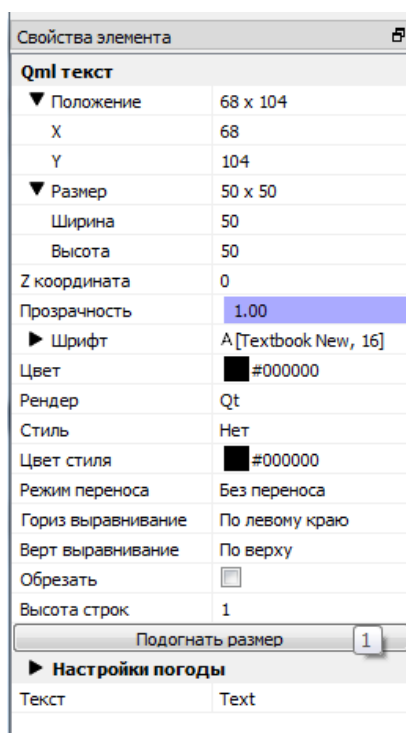 Свойства элемента
Qml текст
Положение 68 x 104
X 68
Y 104
Размер 50 x 50
Ширина 50
Высота 50
Z координата 0
Прозрачность 1.00
Шрифт A [Textbook New, 16]
Цвет #000000
Рендер Qt
Стиль Нет
Цвет стиля #000000
Режим переноса Без переноса
Гориз выравнивание По левому краю
Верт выравнивание По верху
Обрезать
Высота строк 1
Подогнать размер 1
Настройки погоды
Текст Text